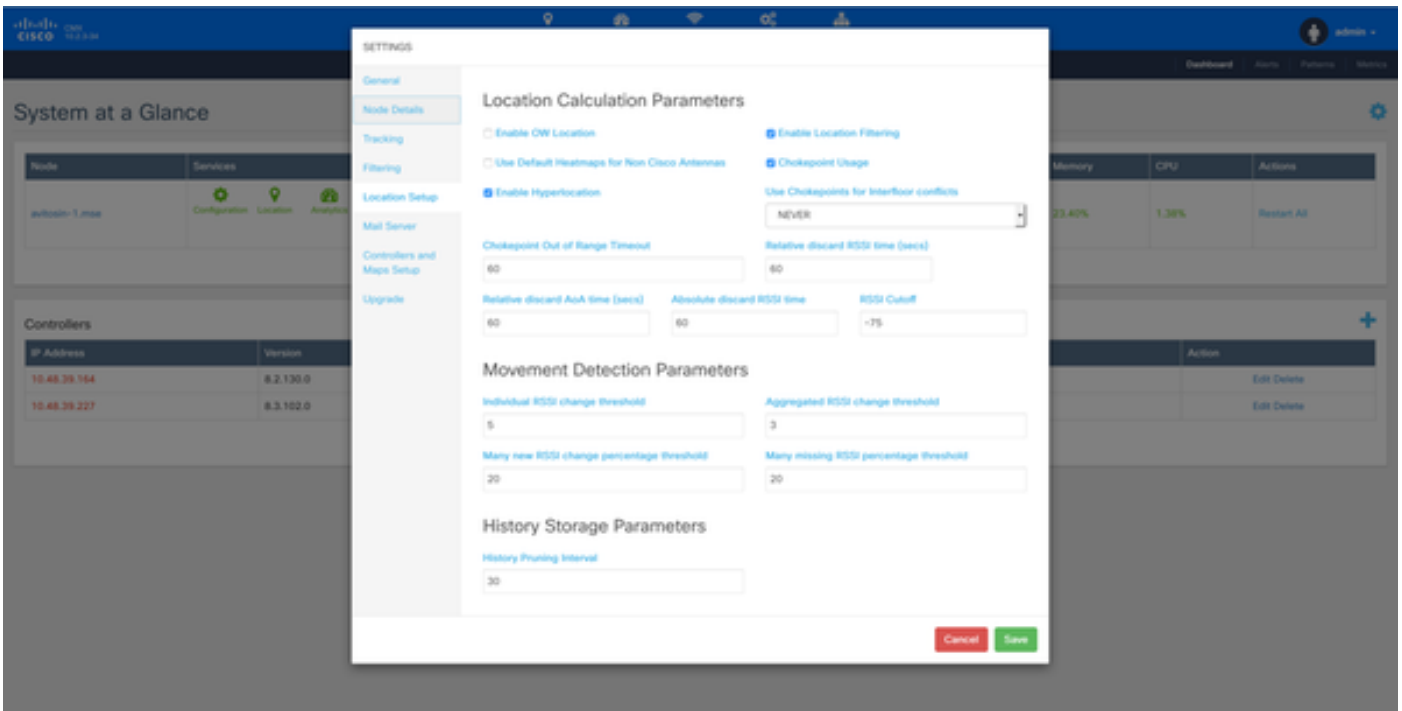 CISCO CMX
admin
Dashboard Alerts Patterns Metrics
System at a Glance
Node Services Memory CPU Actions
Configuration Location Analytics
avitosin-1.mse 23.40% 1.38% Restart All
Controllers
IP Address Version Action
10.48.39.164 8.2.130.0 Edit Delete
10.48.39.227 8.3.102.0 Edit Delete
SETTINGS
General
Node Details
Tracking
Filtering
Location Setup
Mail Server
Controllers and
Maps Setup
Upgrade
Location Calculation Parameters
Enable OW Location Enable Location Filtering
Use Default Heatmaps for Non Cisco Antennas Chokepoint Usage
Enable Hyperlocation Use Chokepoints for Interfloor conflicts
NEVER
Chokepoint Out of Range Timeout Relative discard RSSI time (secs)
60 60
Relative discard AoA time (secs) Absolute discard RSSI time RSSI Cutoff
60 60 -75
Movement Detection Parameters
Individual RSSI change threshold Aggregated RSSI change threshold
5 3
Many new RSSI change percentage threshold Many missing RSSI percentage threshold
20 20
History Storage Parameters
History Pruning Interval
30
Cancel Save